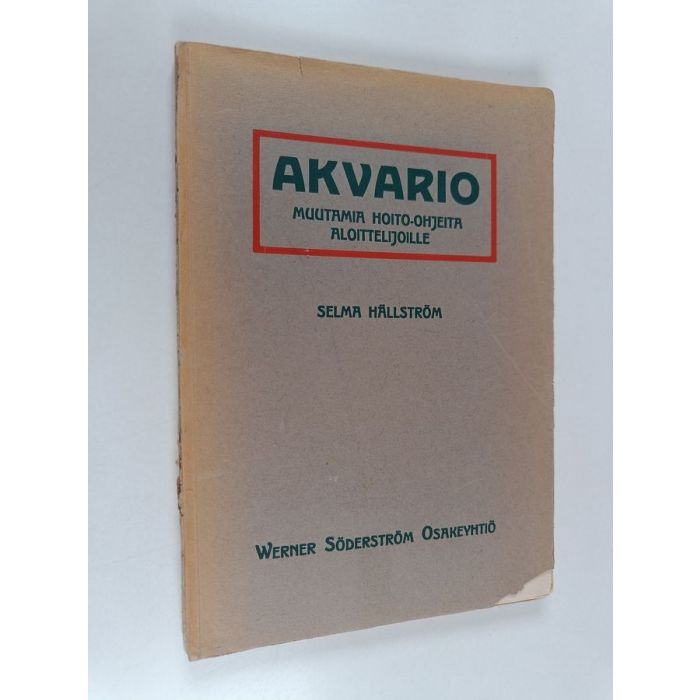 AKVARIO
MUUTAMIA HOITO-OHJEITA
ALOITTELIJOILLE
SELMA HÄLLSTRÖM
WERNER SÖDERSTRÖM OSAKEYHTIÖ